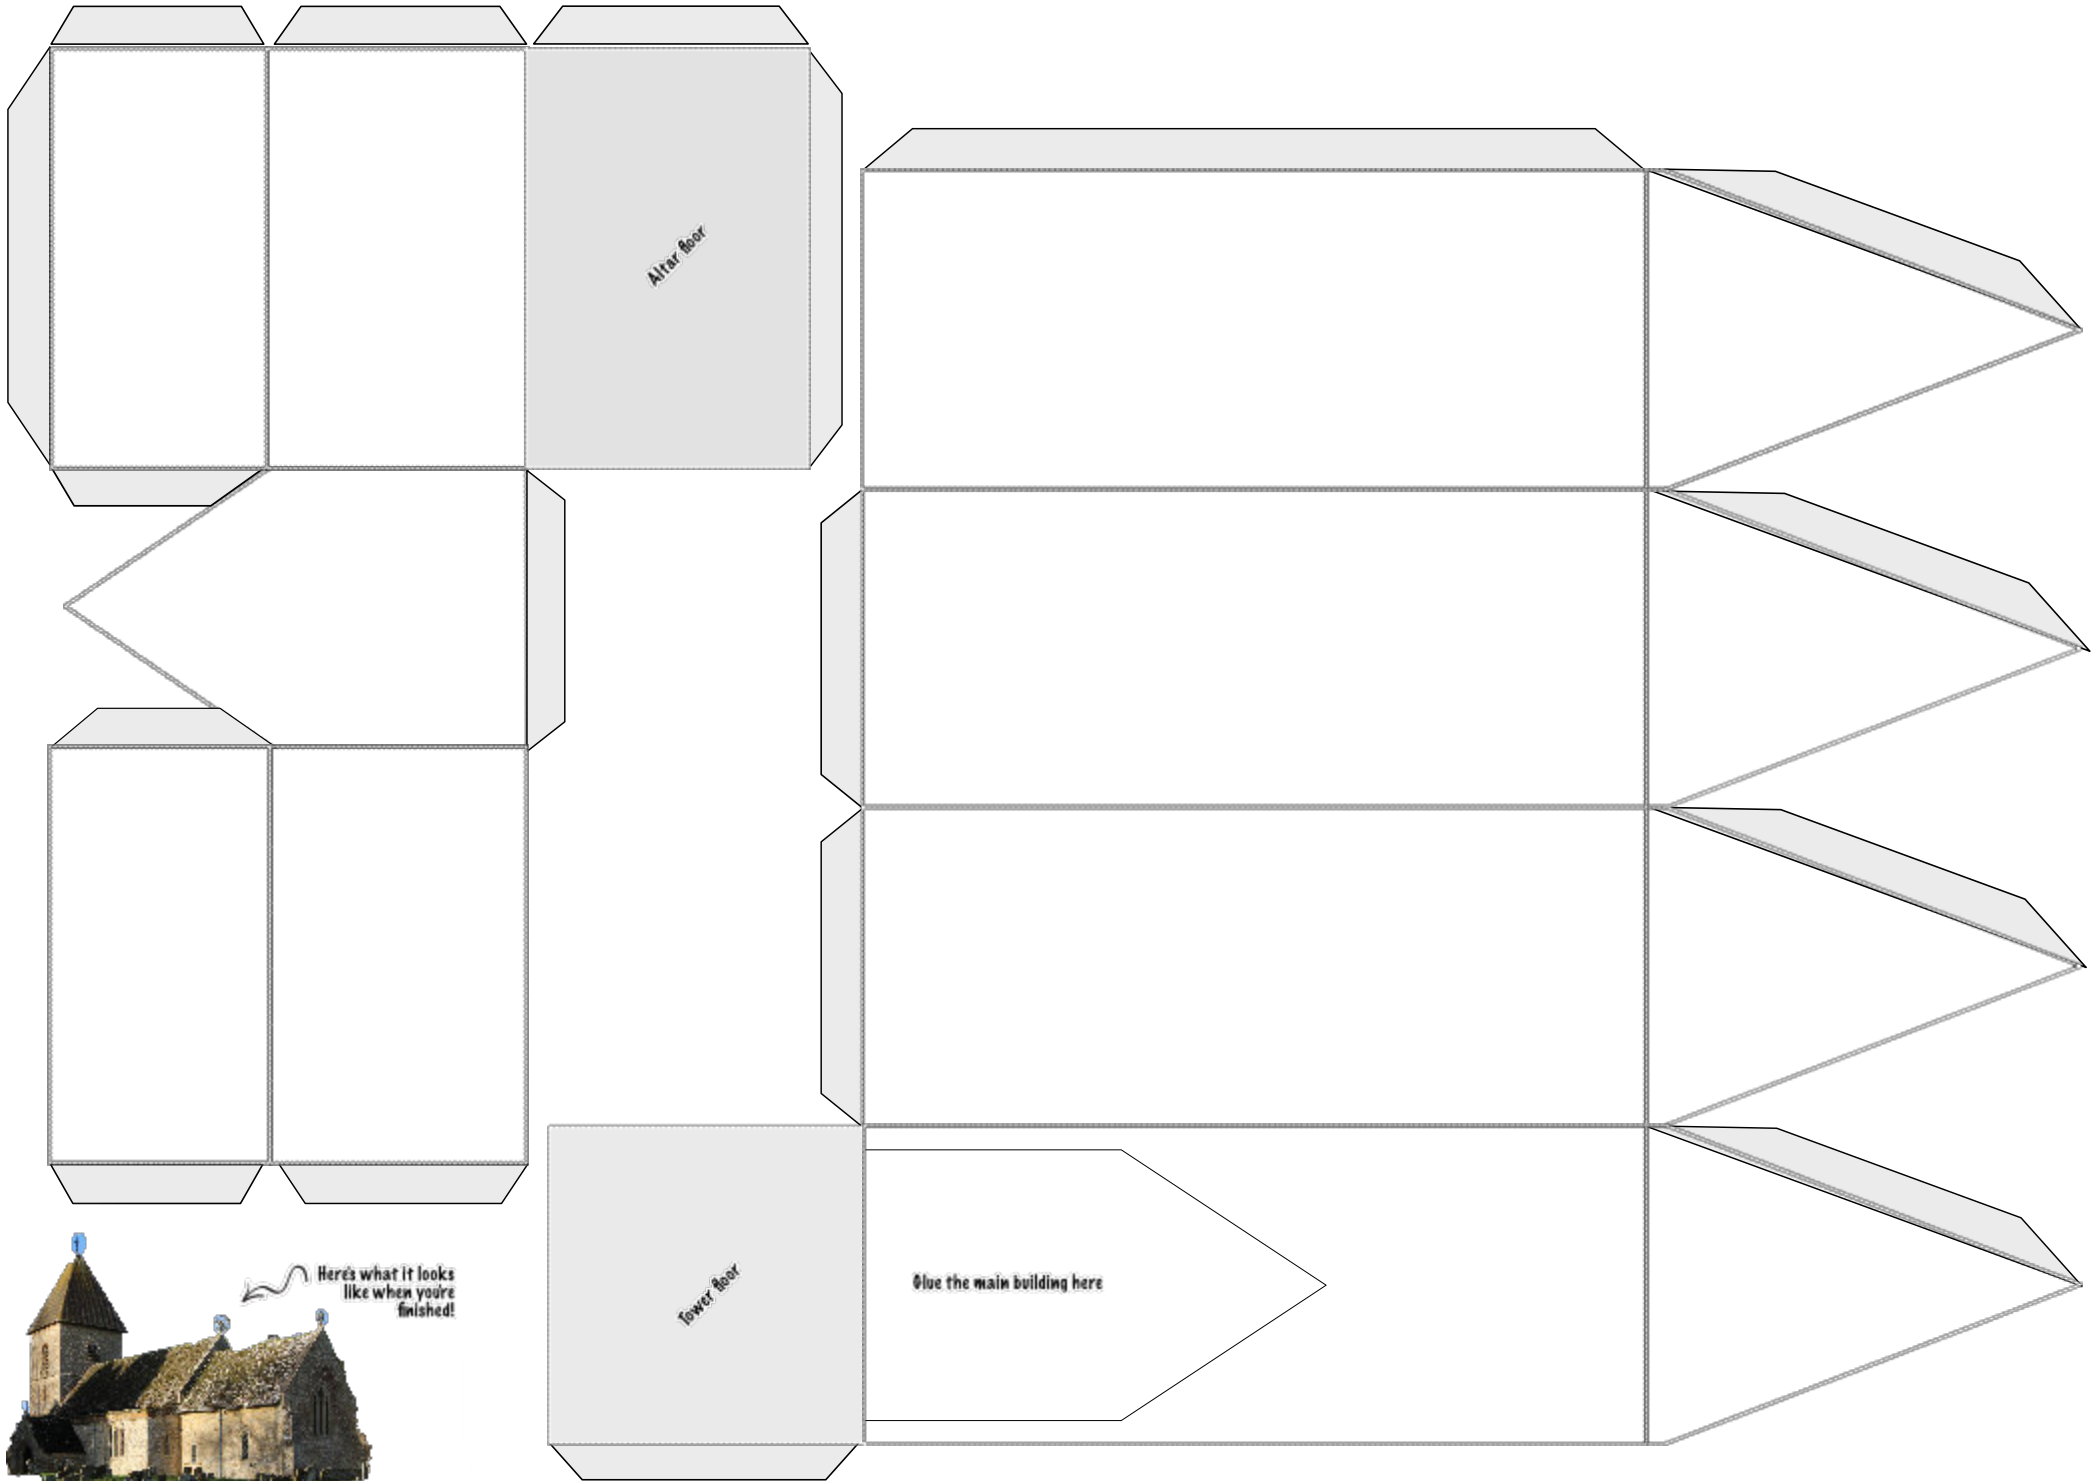 Altar floor
Glue the main building here
Tower floor
Here's what it looks
like when you're
finished!